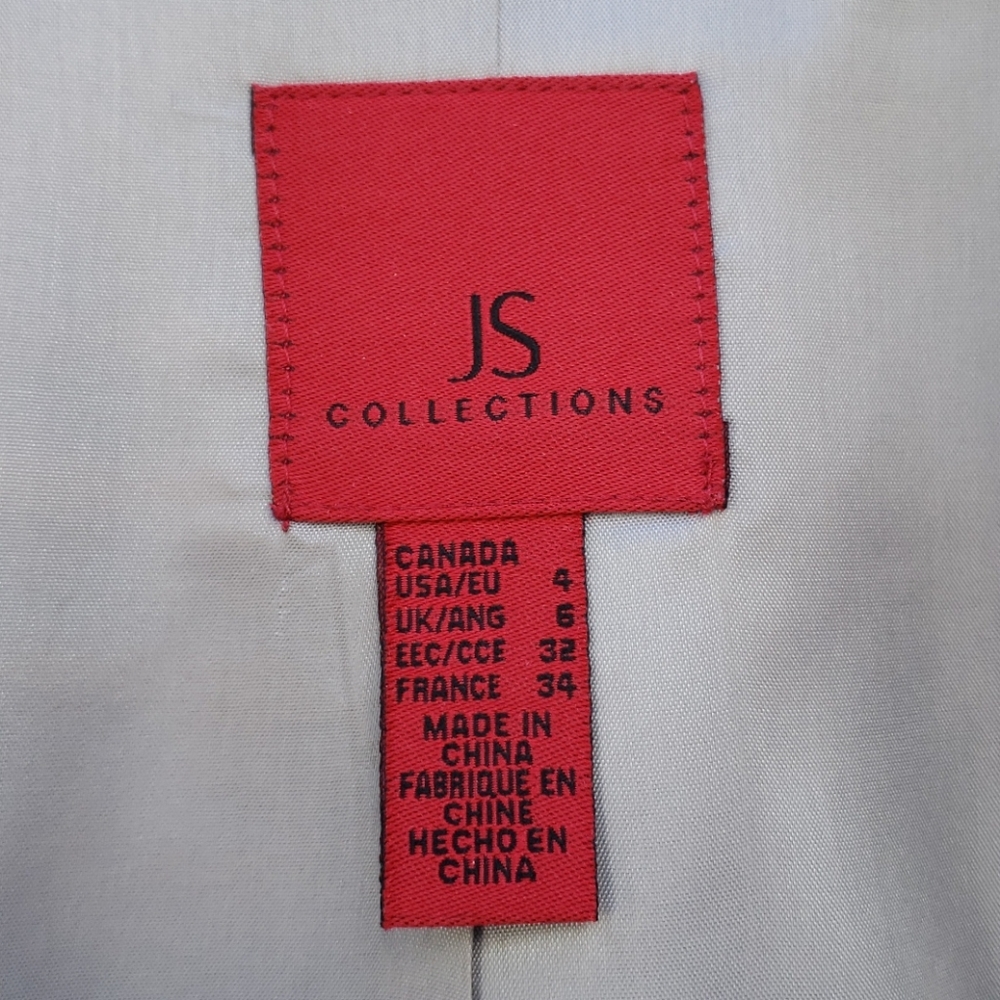 JS
COLLECTIONS
CANADA
USA/EU 4
UK/ANG 6
EEC/CCE 32
FRANCE 34
MADE IN
CHINA
FABRIQUE EN
CHINE
HECHO EN
CHINA